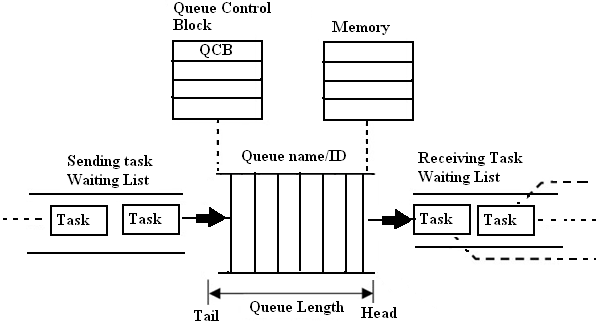 Queue Control
Block
Memory
QCB
Queue name/ID
Sending task
Waiting List
Receiving Task
Waiting List
Task
Task
Task
Task
Queue Length
Tail
Head